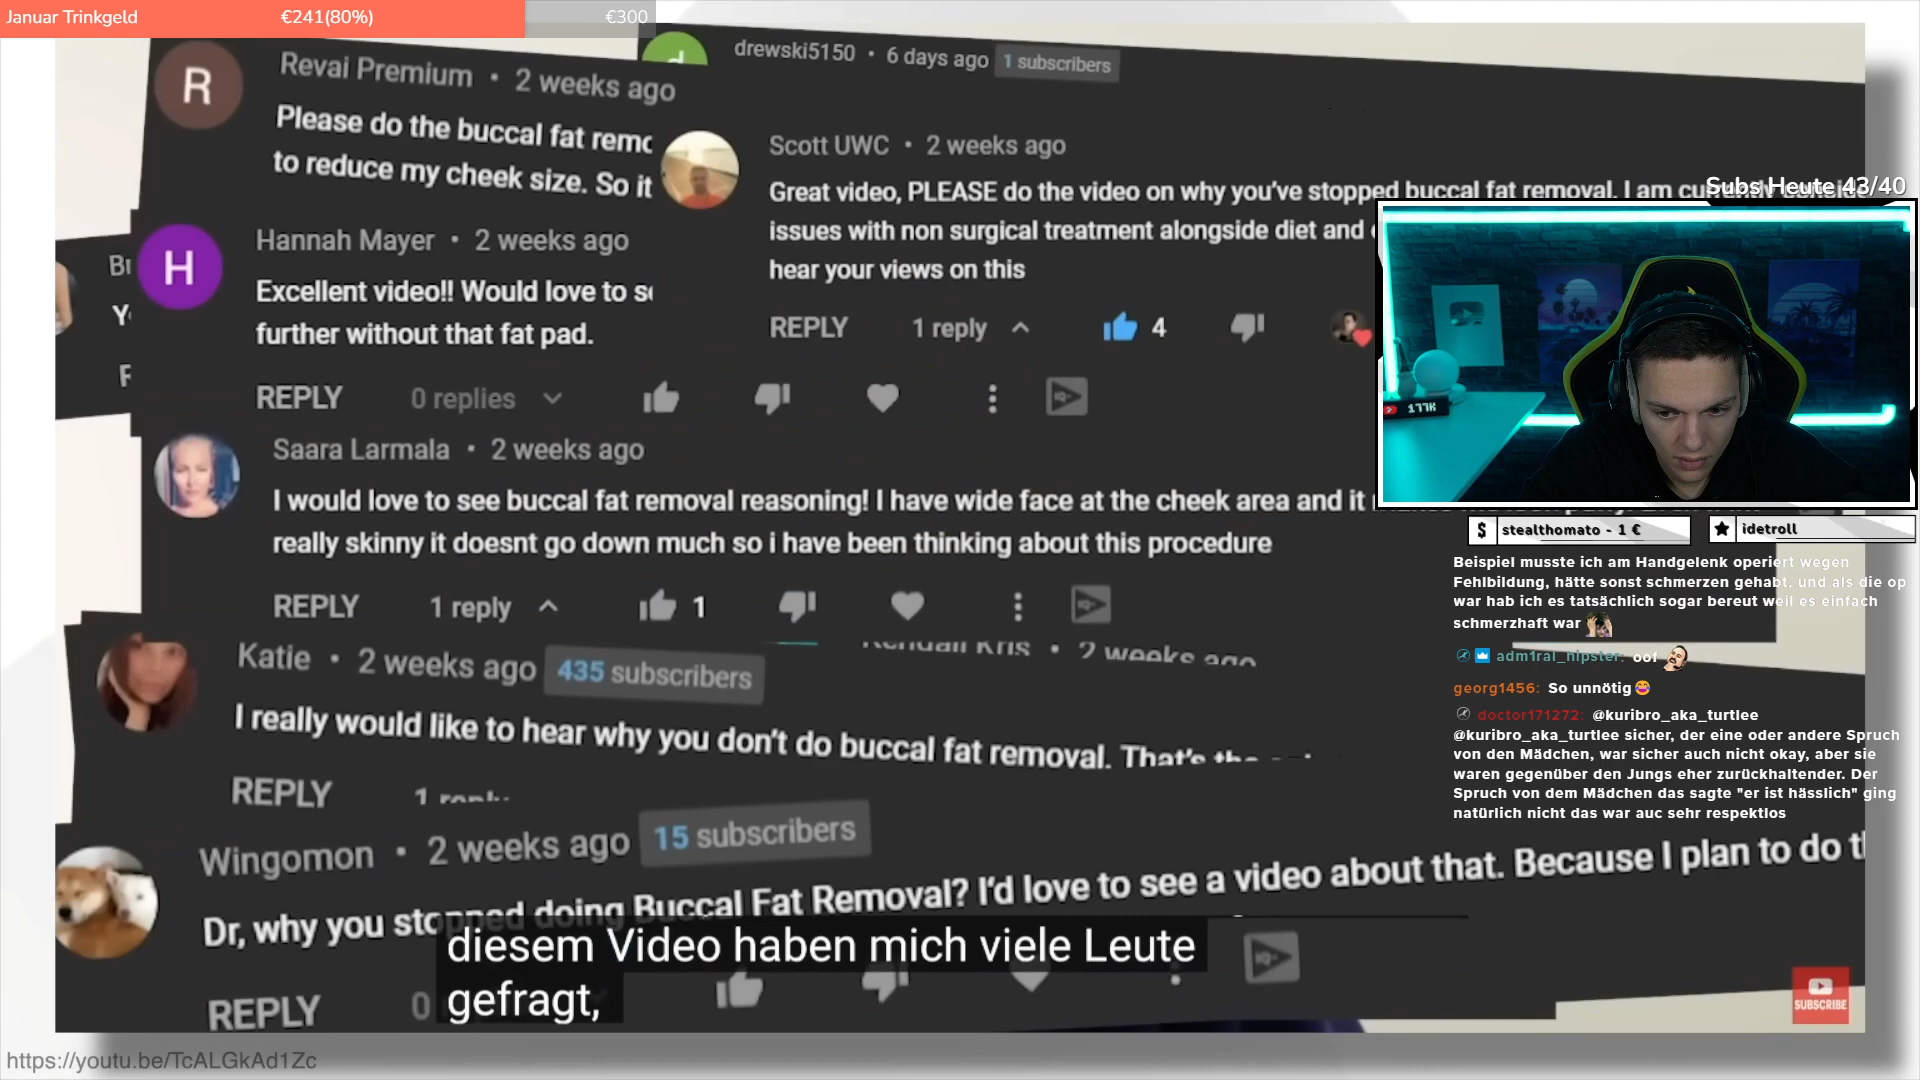 Januar Trinkgeld €241(80%) €300
drewski5150 • 6 days ago 1 subscribers
R
Revai Premium • 2 weeks ago
Please do the buccal fat remo
to reduce my cheek size. So it
Scott UWC • 2 weeks ago
Great video, PLEASE do the video on why you've stopped buccal fat removal. I am
issues with non surgical treatment alongside diet and
hear your views on this
REPLY 1 reply 4
Subs Heute 43/40
H
Hannah Mayer • 2 weeks ago
Excellent video!! Would love to s
further without that fat pad.
REPLY 0 replies
177K
Saara Larmala • 2 weeks ago
I would love to see buccal fat removal reasoning! I have wide face at the cheek area and it
really skinny it doesnt go down much so i have been thinking about this procedure
REPLY 1 reply 1
$ stealthomato - 1 €
idetroll
Beispiel musste ich am Handgelenk operiert wegen
Fehlbildung, hätte sonst schmerzen gehabt, und als die op
war hab ich es tatsächlich sogar bereut weil es einfach
schmerzhaft war
adm1ral_hipster: oof
georg1456: So unnötig😂
doctor171272: @kuribro_aka_turtlee
@kuribro_aka_turtlee sicher, der eine oder andere Spruch
von den Mädchen, war sicher auch nicht okay, aber sie
waren gegenüber den Jungs eher zurückhaltender. Der
Spruch von dem Mädchen das sagte "er ist hässlich" ging
natürlich nicht das war auc sehr respektlos
Kendall Kris • 2 weeks ago
Katie • 2 weeks ago 435 subscribers
I really would like to hear why you don't do buccal fat removal. That's the
REPLY 1 reply
Wingomon • 2 weeks ago 15 subscribers
Dr, why you stopped doing Buccal Fat Removal? I'd love to see a video about that. Because I plan to do t
REPLY 0
diesem Video haben mich viele Leute
gefragt,
SUBSCRIBE
https://youtu.be/TcALGkAd1Zc